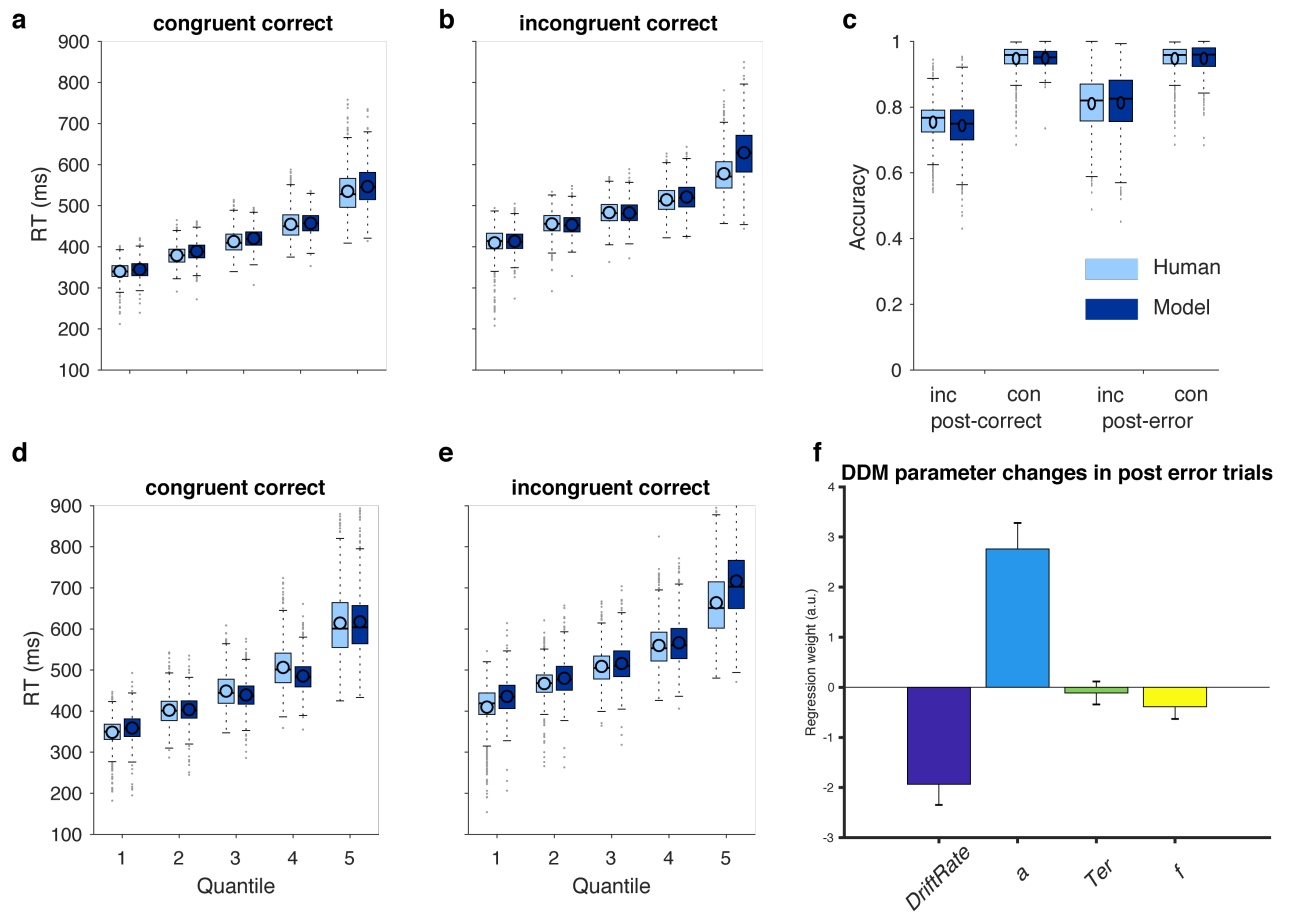 a
congruent correct
900
800
700
600
500
400
300
200
100
RT (ms)
b
incongruent correct
c
1
0.8
0.6
0.4
0.2
0
Accuracy
Human
Model
inc con inc con
post-correct post-error
d
congruent correct
900
800
700
600
500
400
300
200
100
RT (ms)
1 2 3 4 5
Quantile
e
incongruent correct
1 2 3 4 5
Quantile
f
DDM parameter changes in post error trials
4
3
2
1
0
-1
-2
-3
Regression weight (a.u.)
DriftRate
a
Ter
f